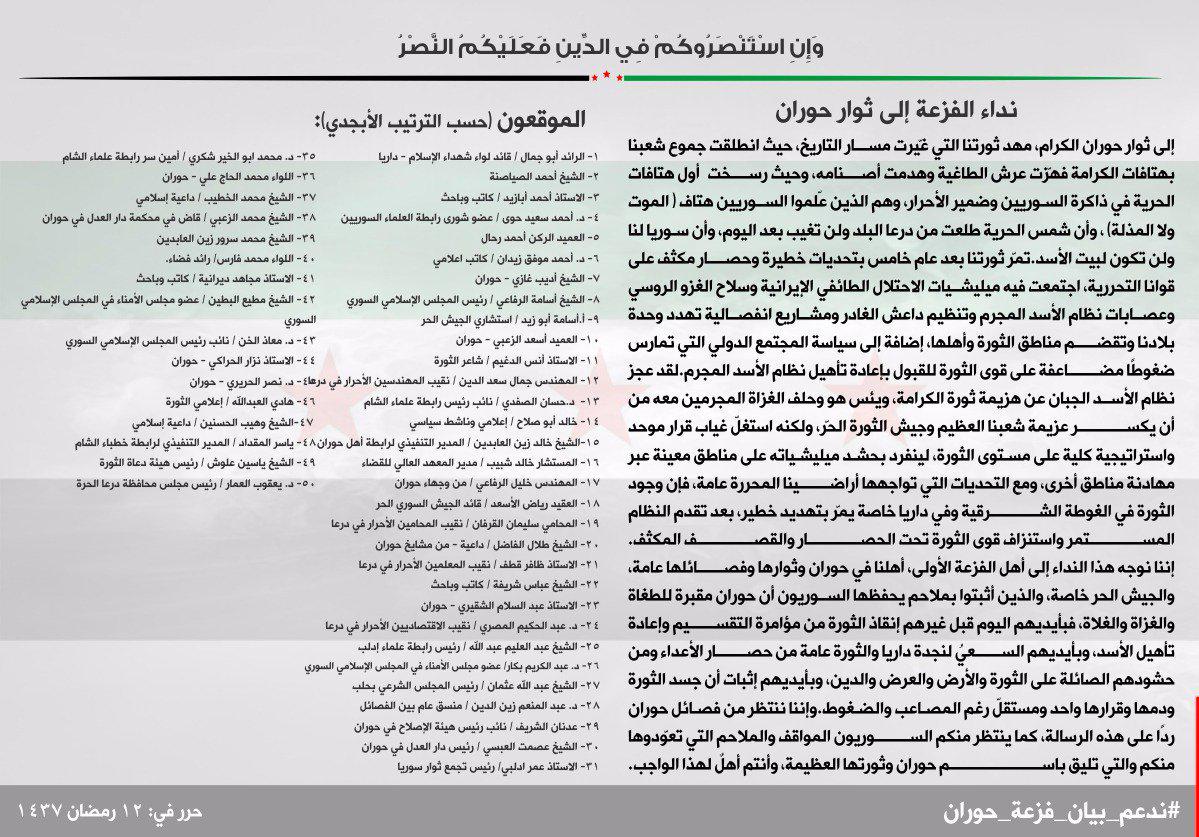 وَإِنِ اسْتَنْصَرُوكُمْ فِي الدِّينِ فَعَلَيْكُمُ النَّصْرُ
نداء الفزعة إلى ثوار حوران
إلى ثوار حوران الكرام، مهد ثورتنا التي غيّرت مسار التاريخ، حيث انطلقت جموع شعبنا
بهتافات الكرامة فهزّت عرش الطاغية وهدمت أصنامه، وحيث رسخت أول هتافات
الحرية في ذاكرة السوريين وضمير الأحرار، وهم الذين علّموا السوريين هتاف ( الموت
ولا المذلة) ، وأن شمس الحرية طلعت من درعا البلد ولن تغيب بعد اليوم، وأن سوريا لنا
ولن تكون لبيت الأسد.تمرّ ثورتنا بعد عام خامس بتحديات خطيرة وحصار مكثّف على
قوانا التحررية، اجتمعت فيه ميليشيات الاحتلال الطائفي الإيرانية وسلاح الغزو الروسي
وعصابات نظام الأسد المجرم وتنظيم داعش الغادر ومشاريع انفصالية تهدد وحدة
بلادنا وتقضم مناطق الثورة وأهلها، إضافة إلى سياسة المجتمع الدولي التي تمارس
ضغوطًا مضاعفة على قوى الثورة للقبول بإعادة تأهيل نظام الأسد المجرم.لقد عجز
نظام الأسد الجبان عن هزيمة ثورة الكرامة، ويئس هو وحلف الغزاة المجرمين معه من
أن يكسر عزيمة شعبنا العظيم وجيش الثورة الحرّ، ولكنه استغلّ غياب قرار موحد
واستراتيجية كلية على مستوى الثورة، لينفرد بحشد ميليشياته على مناطق معينة عبر
مهادنة مناطق أخرى، ومع التحديات التي تواجهها أراضينا المحررة عامة، فإن وجود
الثورة في الغوطة الشرقية وفي داريا خاصة يمرّ بتهديد خطير، بعد تقدم النظام
المستمر واستنزاف قوى الثورة تحت الحصار والقصف المكثّف.
إننا نوجه هذا النداء إلى أهل الفزعة الأولى، أهلنا في حوران وثوارها وفصائلها عامة،
والجيش الحر خاصة، والذين أثبتوا بملاحم يحفظها السوريون أن حوران مقبرة للطغاة
والغزاة والغلاة، فبأيديهم اليوم قبل غيرهم إنقاذ الثورة من مؤامرة التقسيم وإعادة
تأهيل الأسد، وبأيديهم السعيُ لنجدة داريا والثورة عامة من حصار الأعداء ومن
حشودهم الصائلة على الثورة والأرض والعرض والدين، وبأيديهم إثبات أن جسد الثورة
ودمها وقرارها واحد ومستقلّ رغم المصاعب والضغوط.وإننا ننتظر من فصائل حوران
ردًا على هذه الرسالة، كما ينتظر منكم السوريون المواقف والملاحم التي تعوّدوها
منكم والتي تليق باسم حوران وثورتها العظيمة، وأنتم أهلٌ لهذا الواجب.
الموقعون (حسب الترتيب الأبجدي):
١- الرائد أبو جمال / قائد لواء شهداء الإسلام - داريا
٢- الشيخ أحمد الصياصنة
٣- الاستاذ أحمد أبازيد / كاتب وباحث
٤- د. أحمد سعيد حوى / عضو شورى رابطة العلماء السوريين
٥- العميد الركن أحمد رحال
٦- د. أحمد موفق زيدان / كاتب اعلامي
٧- الشيخ أديب غازي - حوران
٨- الشيخ أسامة الرفاعي / رئيس المجلس الإسلامي السوري
٩- أ.أسامة أبو زيد / استشاري الجيش الحر
١٠- العميد أسعد الزعبي - حوران
١١- الاستاذ أنس الدغيم / شاعر الثورة
١٢- المهندس جمال سعد الدين / نقيب المهندسين الأحرار في درعا
١٣- د.حسان الصفدي / نائب رئيس رابطة علماء الشام
١٤- خالد أبو صلاح / إعلامي وناشط سياسي
١٥-الشيخ خالد زين العابدين / المدير التنفيذي لرابطة أهل حوران
١٦- المستشار خالد شبيب / مدير المعهد العالي للقضاء
١٧- المهندس خليل الرفاعي / من وجهاء حوران
١٨- العقيد رياض الأسعد / قائد الجيش السوري الحر
١٩- المحامي سليمان القرفان / نقيب المحامين الأحرار في درعا
٢٠- الشيخ طلال الفاضل / داعية - من مشايخ حوران
٢١- الاستاذ ظافر قطف / نقيب المعلمين الأحرار في درعا
٢٢- الشيخ عباس شريفة / كاتب وباحث
٢٣- الاستاذ عبد السلام الشقيري - حوران
٢٤- د. عبد الحكيم المصري / نقيب الاقتصاديين الأحرار في درعا
٢٥- الشيخ عبد العليم عبد الله / رئيس رابطة علماء إدلب
٢٦- د. عبد الكريم بكار/ عضو مجلس الأمناء في المجلس الإسلامي السوري
٢٧- الشيخ عبد الله عثمان / رئيس المجلس الشرعي بحلب
٢٨- د. عبد المنعم زين الدين / منسق عام بين الفصائل
٢٩- عدنان الشريف / نائب رئيس هيئة الإصلاح في حوران
٣٠- الشيخ عصمت العبسي / رئيس دار العدل في حوران
٣١- الاستاذ عمر ادلبي/ رئيس تجمع ثوار سوريا
٣٥- د. محمد ابو الخير شكري / أمين سر رابطة علماء الشام
٣٦- اللواء محمد الحاج علي - حوران
٣٧- الشيخ محمد الخطيب / داعية إسلامي
٣٨- الشيخ محمد الزعبي / قاض في محكمة دار العدل في حوران
٣٩- الشيخ محمد سرور زين العابدين
٤٠- اللواء محمد فارس/ رائد فضاء.
٤١- الاستاذ مجاهد ديرانية / كاتب وباحث
٤٢- الشيخ مطيع البطين / عضو مجلس الأمناء في المجلس الإسلامي
السوري
٤٣- د. معاذ الخن / نائب رئيس المجلس الإسلامي السوري
٤٤- الاستاذ نزار الحراكي - حوران
٤- د. نصر الحريري - حوران
٤٦- هادي العبدالله / إعلامي الثورة
٤٧-الشيخ وهيب الحسنين / داعية إسلامي
٤٨- ياسر المقداد / المدير التنفيذي لرابطة خطباء الشام
٤٩- الشيخ ياسين علوش / رئيس هيئة دعاة الثورة
٥٠- د. يعقوب العمار / رئيس مجلس محافظة درعا الحرة
#ندعم_بيان_فزعة_حوران
حرر في: ١٢ رمضان ١٤٣٧